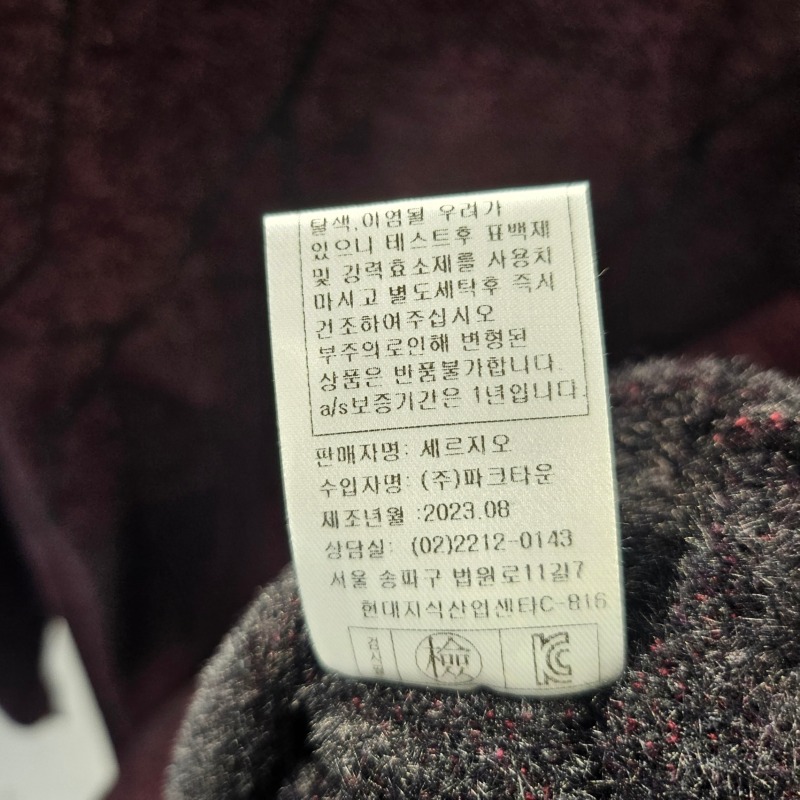 탈색,이염될 우려가
있으니 테스트후 표백제
및 강력효소제를 사용치
마시고 별도세탁후 즉시
건조하여주십시오
부주의로인해 변형된
상품은 반품불가합니다.
a/s보증기간은 1년입니다.
판매자명: 세르지오
수입자명: (주)파크타운
제조년월 :2023.08
상담실: (02)2212-0143
서울 송파구 법원로11길7
현대지식산업센타C-816
검사필 檢